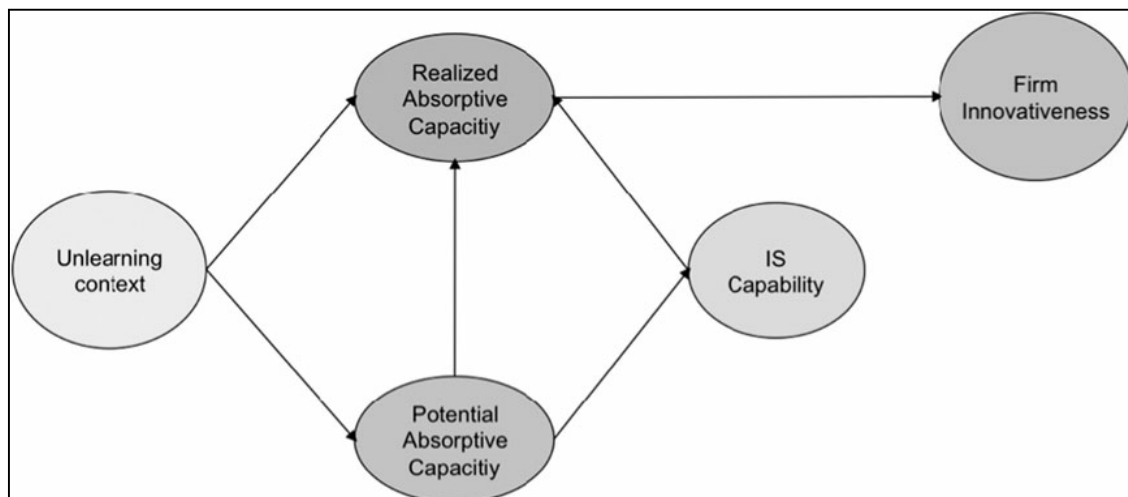 Realized
Absorptive
Capacitiy
Firm
Innovativeness
Unlearning
context
IS
Capability
Potential
Absorptive
Capacitiy